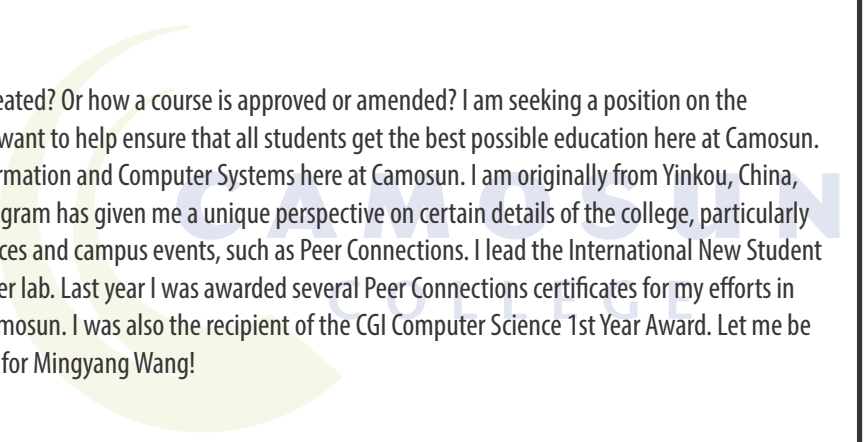 eated? Or how a course is approved or amended? I am seeking a position on the
want to help ensure that all students get the best possible education here at Camosun.
rmation and Computer Systems here at Camosun. I am originally from Yinkou, China,
CAMOSUN
gram has given me a unique perspective on certain details of the college, particularly
ces and campus events, such as Peer Connections. I lead the International New Student
er lab. Last year I was awarded several Peer Connections certificates for my efforts in
COLLEGE
mosun. I was also the recipient of the CGI Computer Science 1st Year Award. Let me be
for Mingyang Wang!